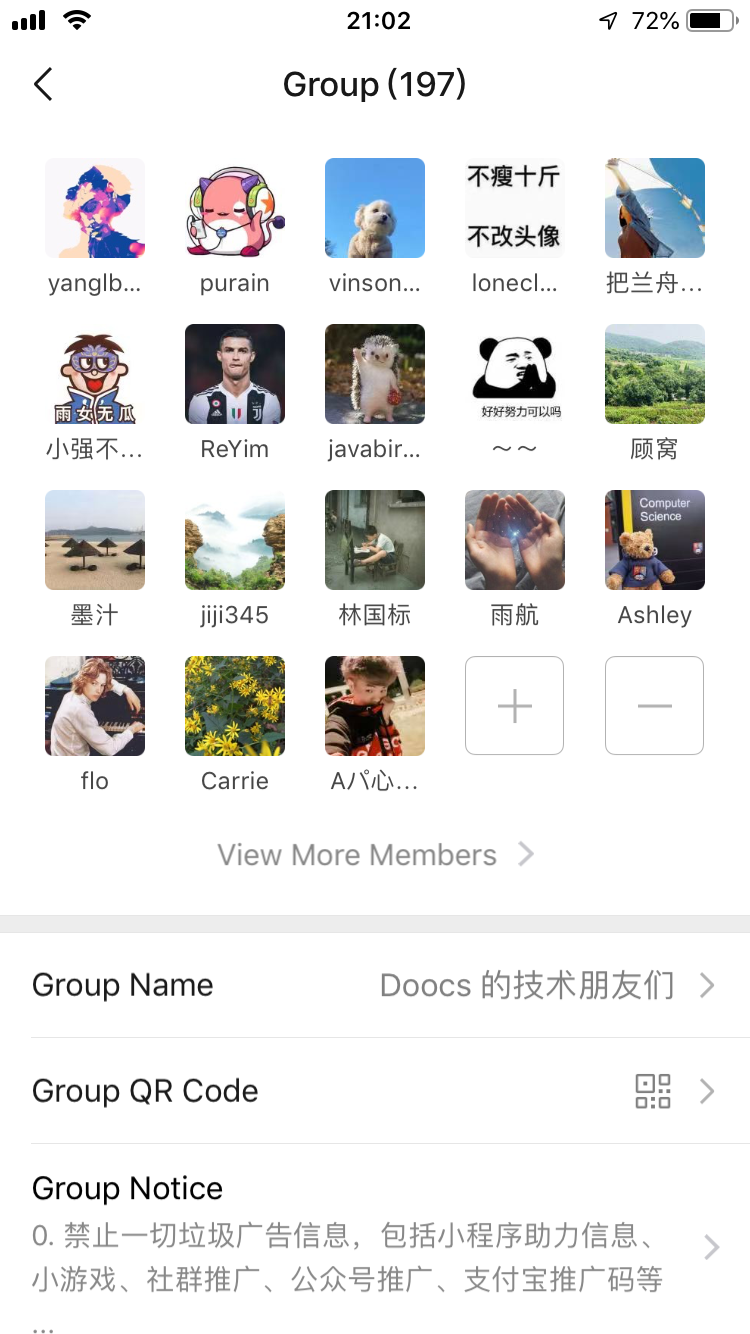 21:02
72%
Group (197)
不瘦十斤
不改头像
yanglb...
purain
vinson...
lonecl...
把兰舟...
雨女无瓜
好好努力可以吗
小强不...
ReYim
javabir...
～～
顾窝
Computer
Science
墨汁
jiji345
林国标
雨航
Ashley
flo
Carrie
Aパ心...
View More Members
Group Name
Doocs 的技术朋友们
Group QR Code
Group Notice
0. 禁止一切垃圾广告信息，包括小程序助力信息、
小游戏、社群推广、公众号推广、支付宝推广码等
...